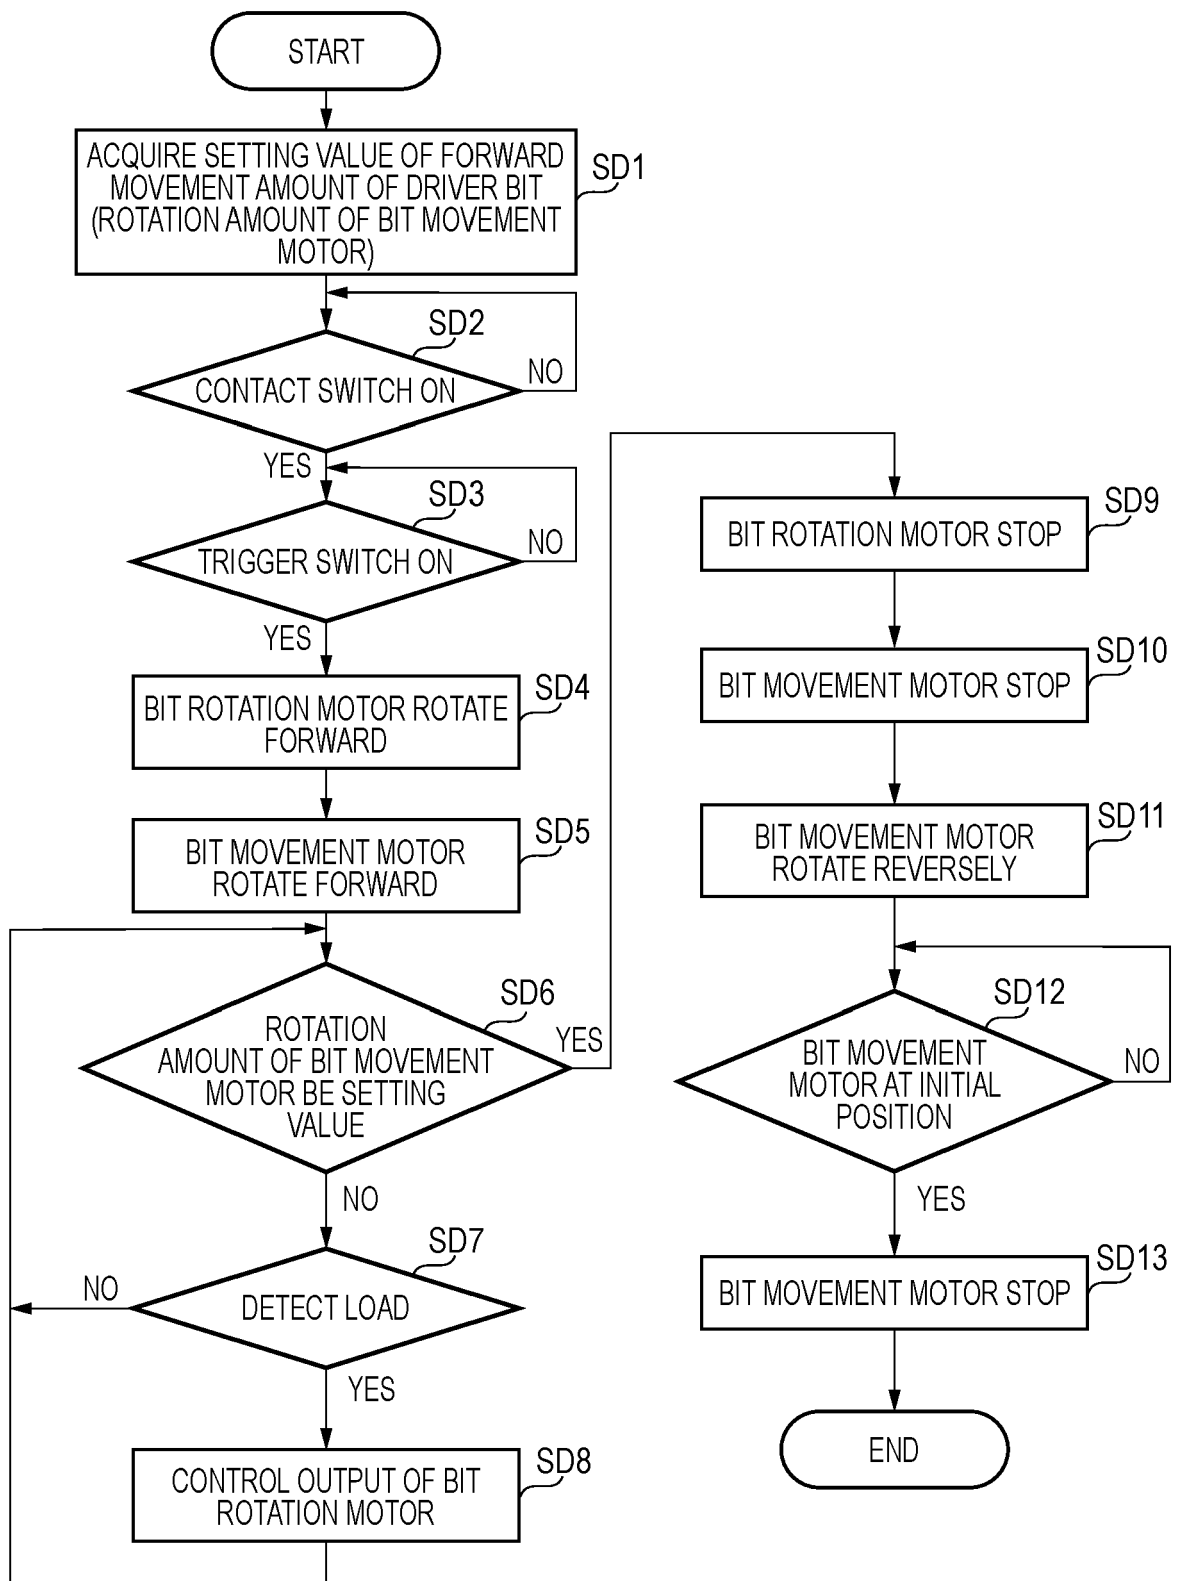 START
ACQUIRE SETTING VALUE OF FORWARD
MOVEMENT AMOUNT OF DRIVER BIT
(ROTATION AMOUNT OF BIT MOVEMENT
MOTOR)
SD1
SD2
CONTACT SWITCH ON
NO
YES
SD3
TRIGGER SWITCH ON
NO
YES
SD4
BIT ROTATION MOTOR ROTATE
FORWARD
SD5
BIT MOVEMENT MOTOR
ROTATE FORWARD
SD6
ROTATION
AMOUNT OF BIT MOVEMENT
MOTOR BE SETTING
VALUE
YES
NO
SD7
DETECT LOAD
NO
YES
SD8
CONTROL OUTPUT OF BIT
ROTATION MOTOR
SD9
BIT ROTATION MOTOR STOP
SD10
BIT MOVEMENT MOTOR STOP
SD11
BIT MOVEMENT MOTOR
ROTATE REVERSELY
SD12
BIT MOVEMENT
MOTOR AT INITIAL
POSITION
NO
YES
SD13
BIT MOVEMENT MOTOR STOP
END